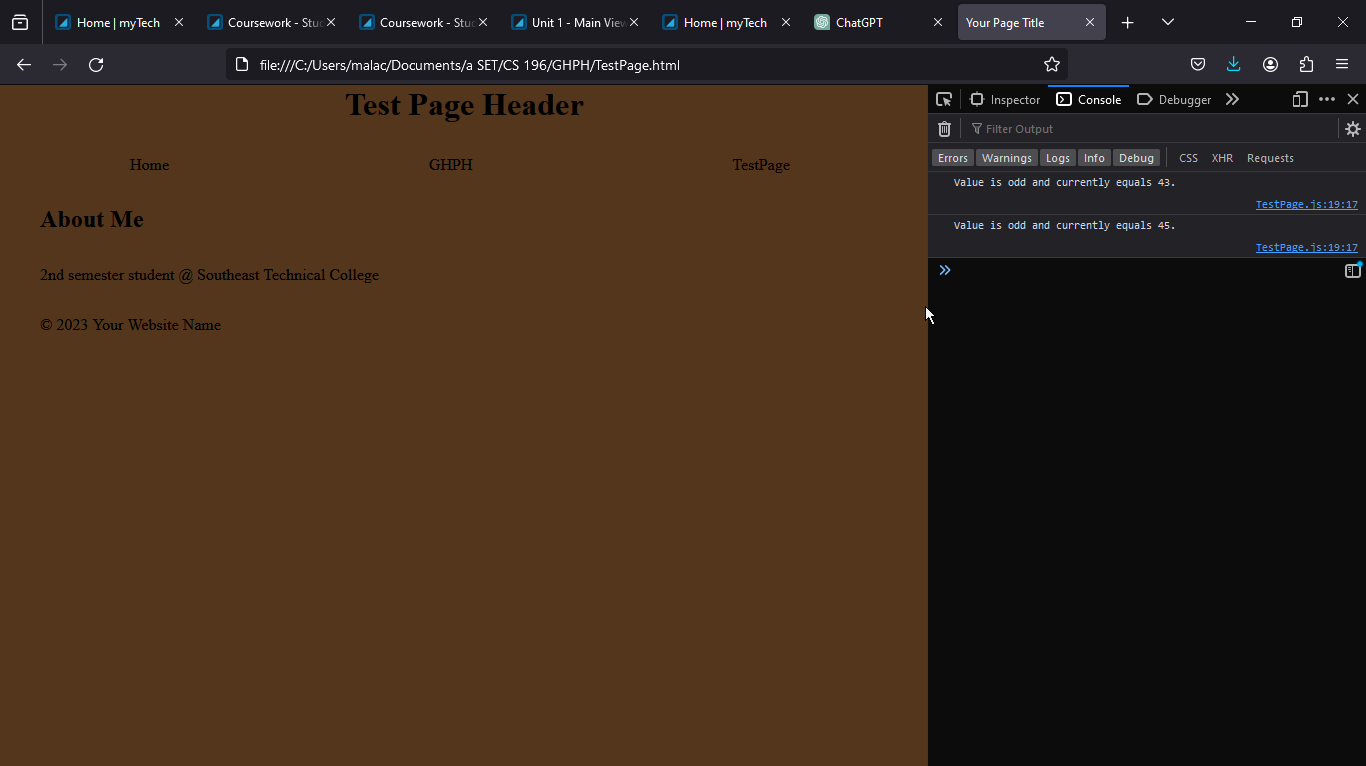 Home | myTech
Coursework - Stud
Coursework - Stud
Unit 1 - Main View
Home | myTech
ChatGPT
Your Page Title
file:///C:/Users/malac/Documents/a SET/CS 196/GHPH/TestPage.html
Test Page Header
Home GHPH TestPage
About Me
2nd semester student @ Southeast Technical College
© 2023 Your Website Name
Inspector Console Debugger
Filter Output
Errors Warnings Logs Info Debug CSS XHR Requests
Value is odd and currently equals 43.
TestPage.js:19:17
Value is odd and currently equals 45.
TestPage.js:19:17